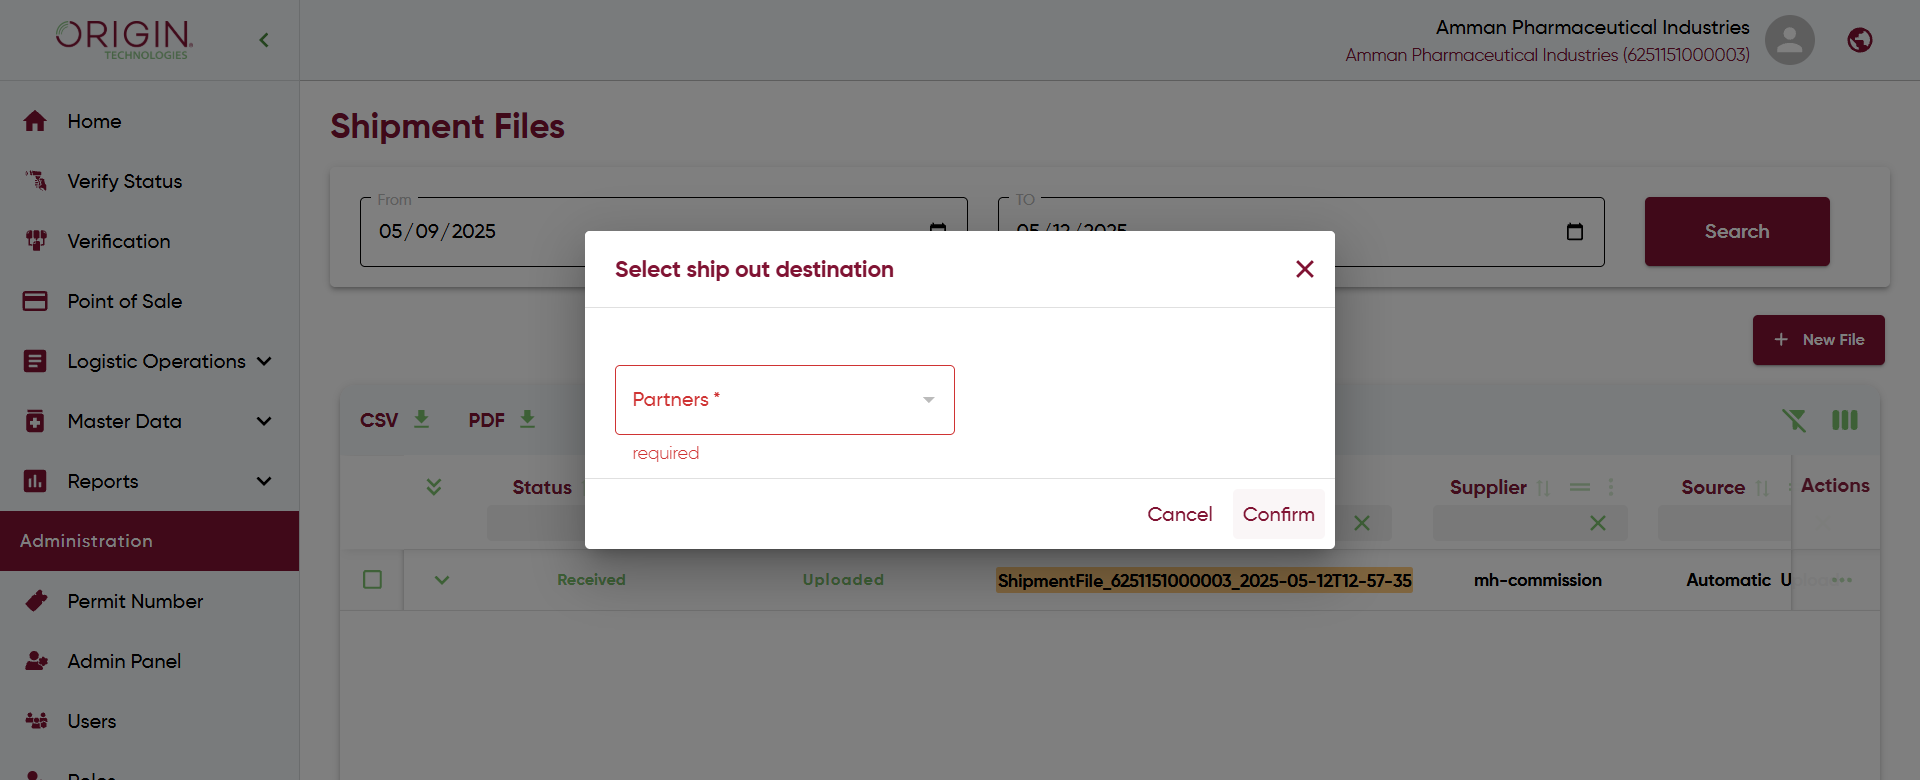 ORIGIN
TECHNOLOGIES
Amman Pharmaceutical Industries
Amman Pharmaceutical Industries (6251151000003)
Home
Verify Status
Verification
Point of Sale
Logistic Operations
Master Data
Reports
Administration
Permit Number
Admin Panel
Users
Roles
Shipment Files
From
05/09/2025
TO
05/12/2025
Search
New File
Select ship out destination
Partners *
required
Cancel
Confirm
CSV
PDF
Status
Supplier
Source
Actions
Received
Uploaded
ShipmentFile_6251151000003_2025-05-12T12-57-35
mh-commission
Automatic